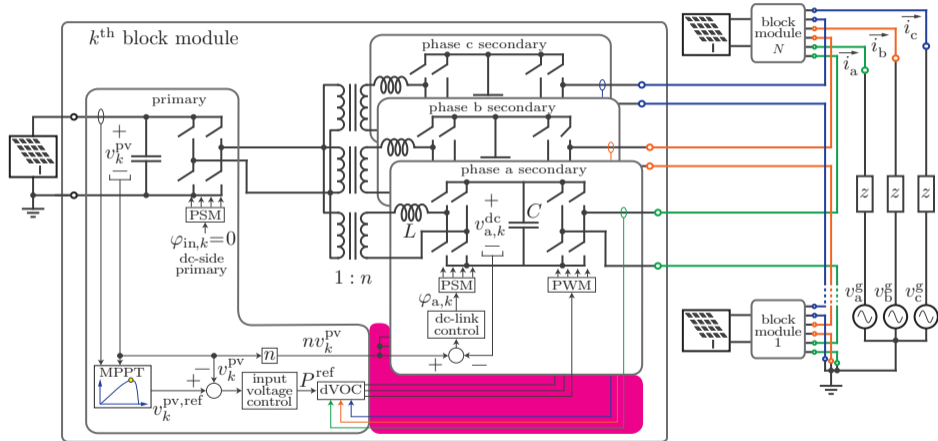 k^th block module
primary
+
v_k^pv
−
PSM
φ_in,k=0
dc-side
primary
1 : n
phase c secondary
phase b secondary
phase a secondary
L
+
v_a,k^dc
−
C
PSM
PWM
φ_a,k
dc-link
control
+
−
n
nv_k^pv
MPPT
v_k^pv,ref
+
−
v_k^pv
input
voltage
control
P^ref
dVOC
block
module
N
i_c
i_b
i_a
z
z
z
v_a^g
v_b^g
v_c^g
block
module
1